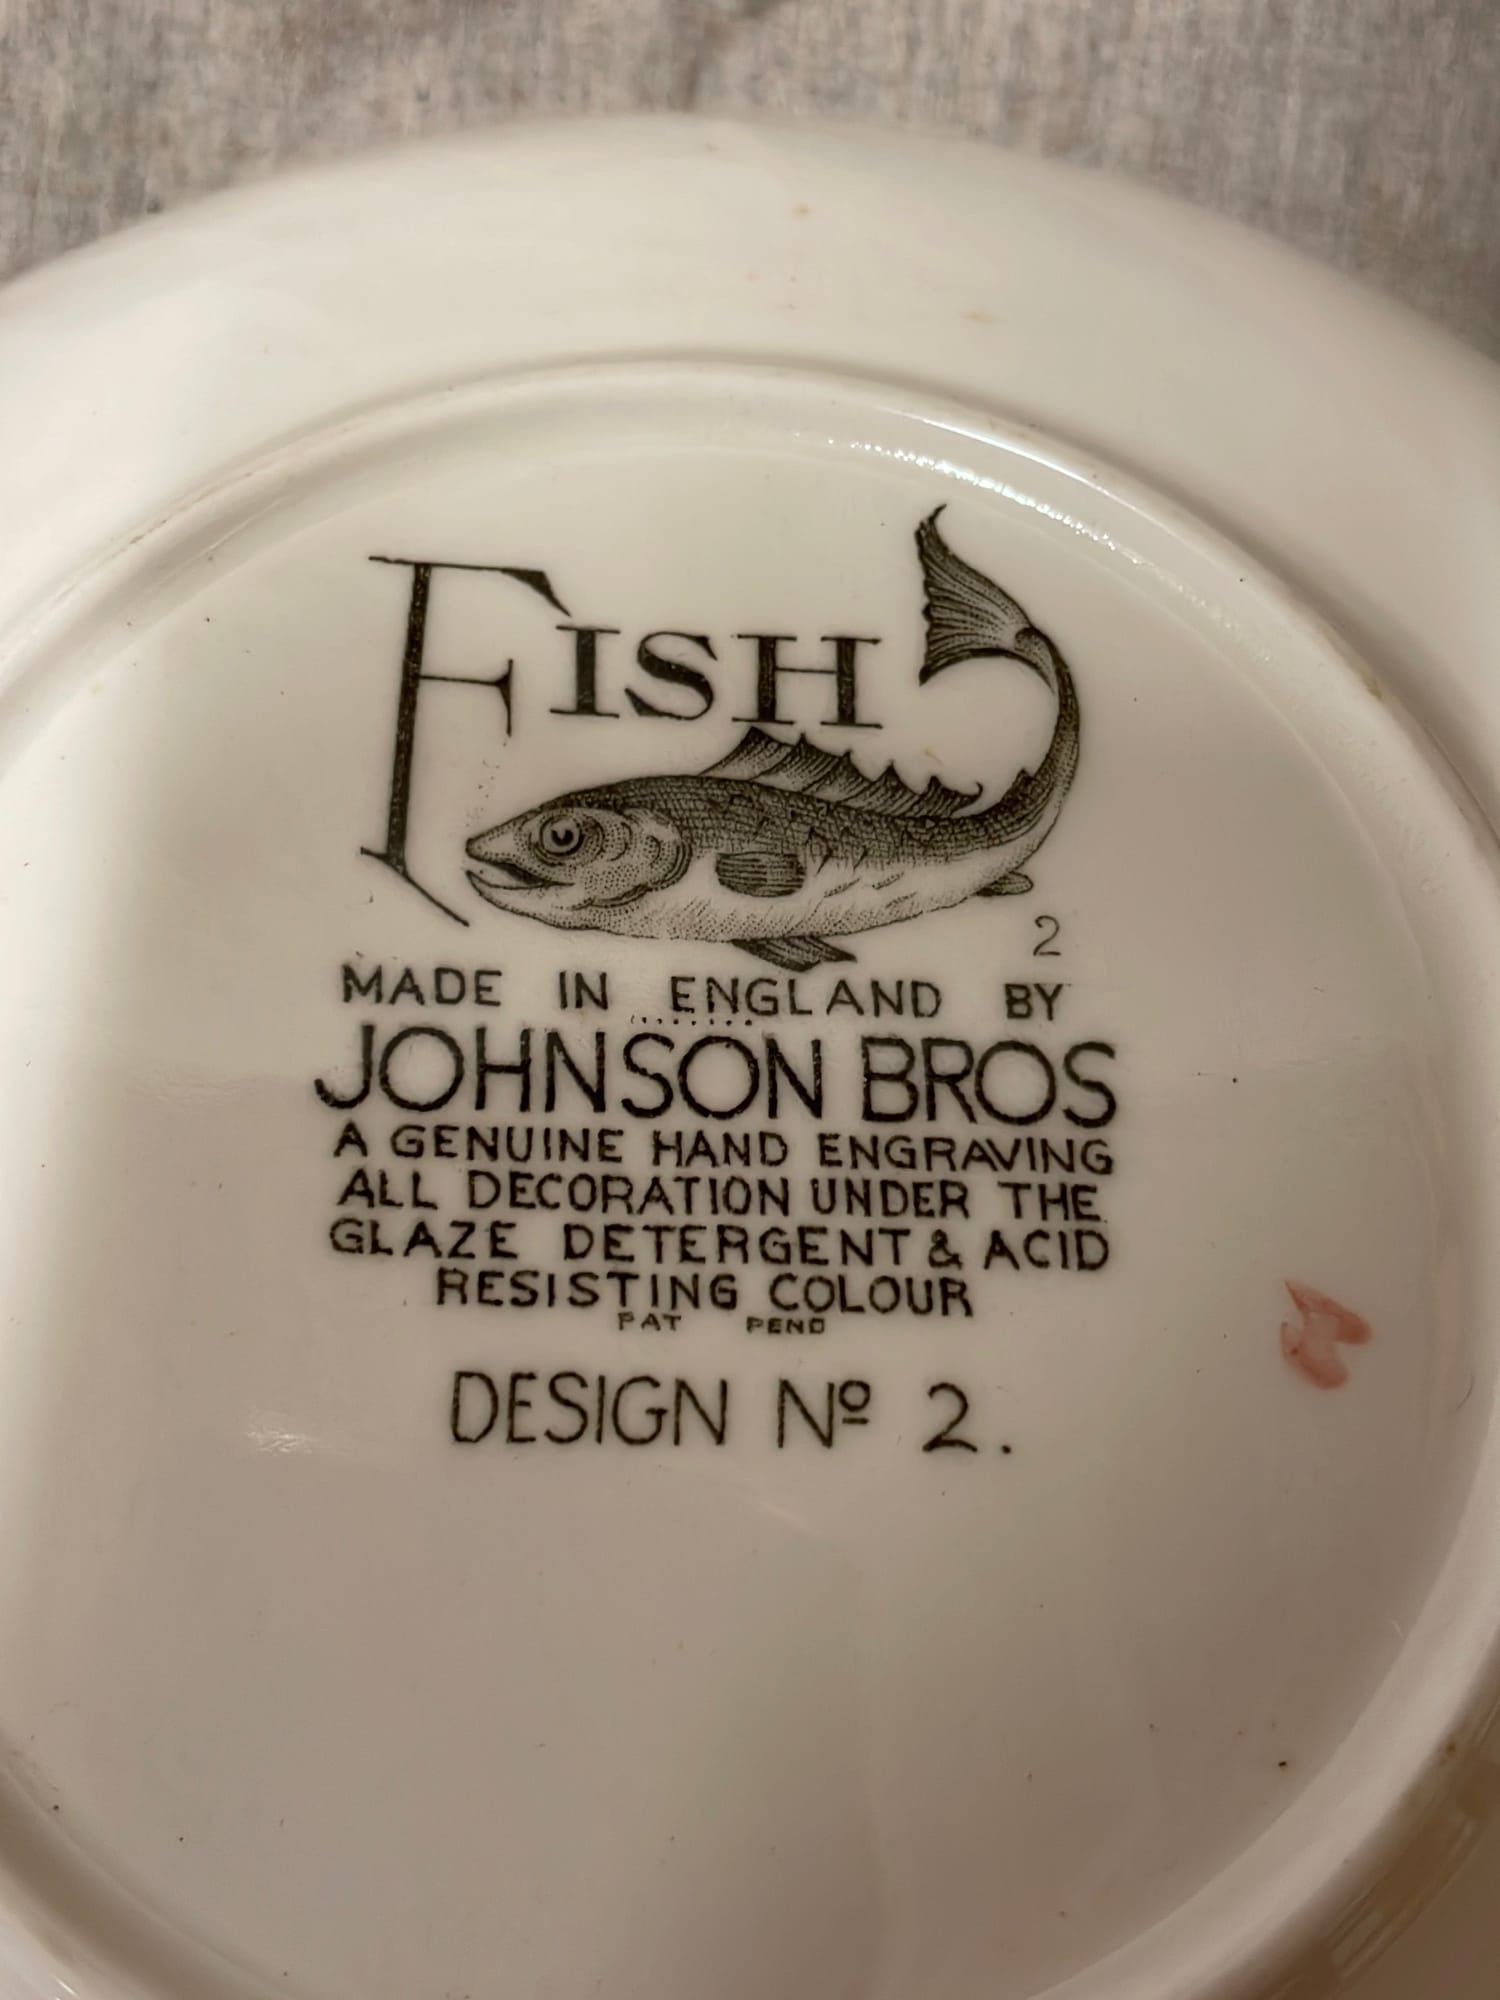 FISH
2
MADE IN ENGLAND BY
JOHNSON BROS
A GENUINE HAND ENGRAVING
ALL DECORATION UNDER THE
GLAZE DETERGENT & ACID
RESISTING COLOUR
PAT PEND
DESIGN Nº 2.